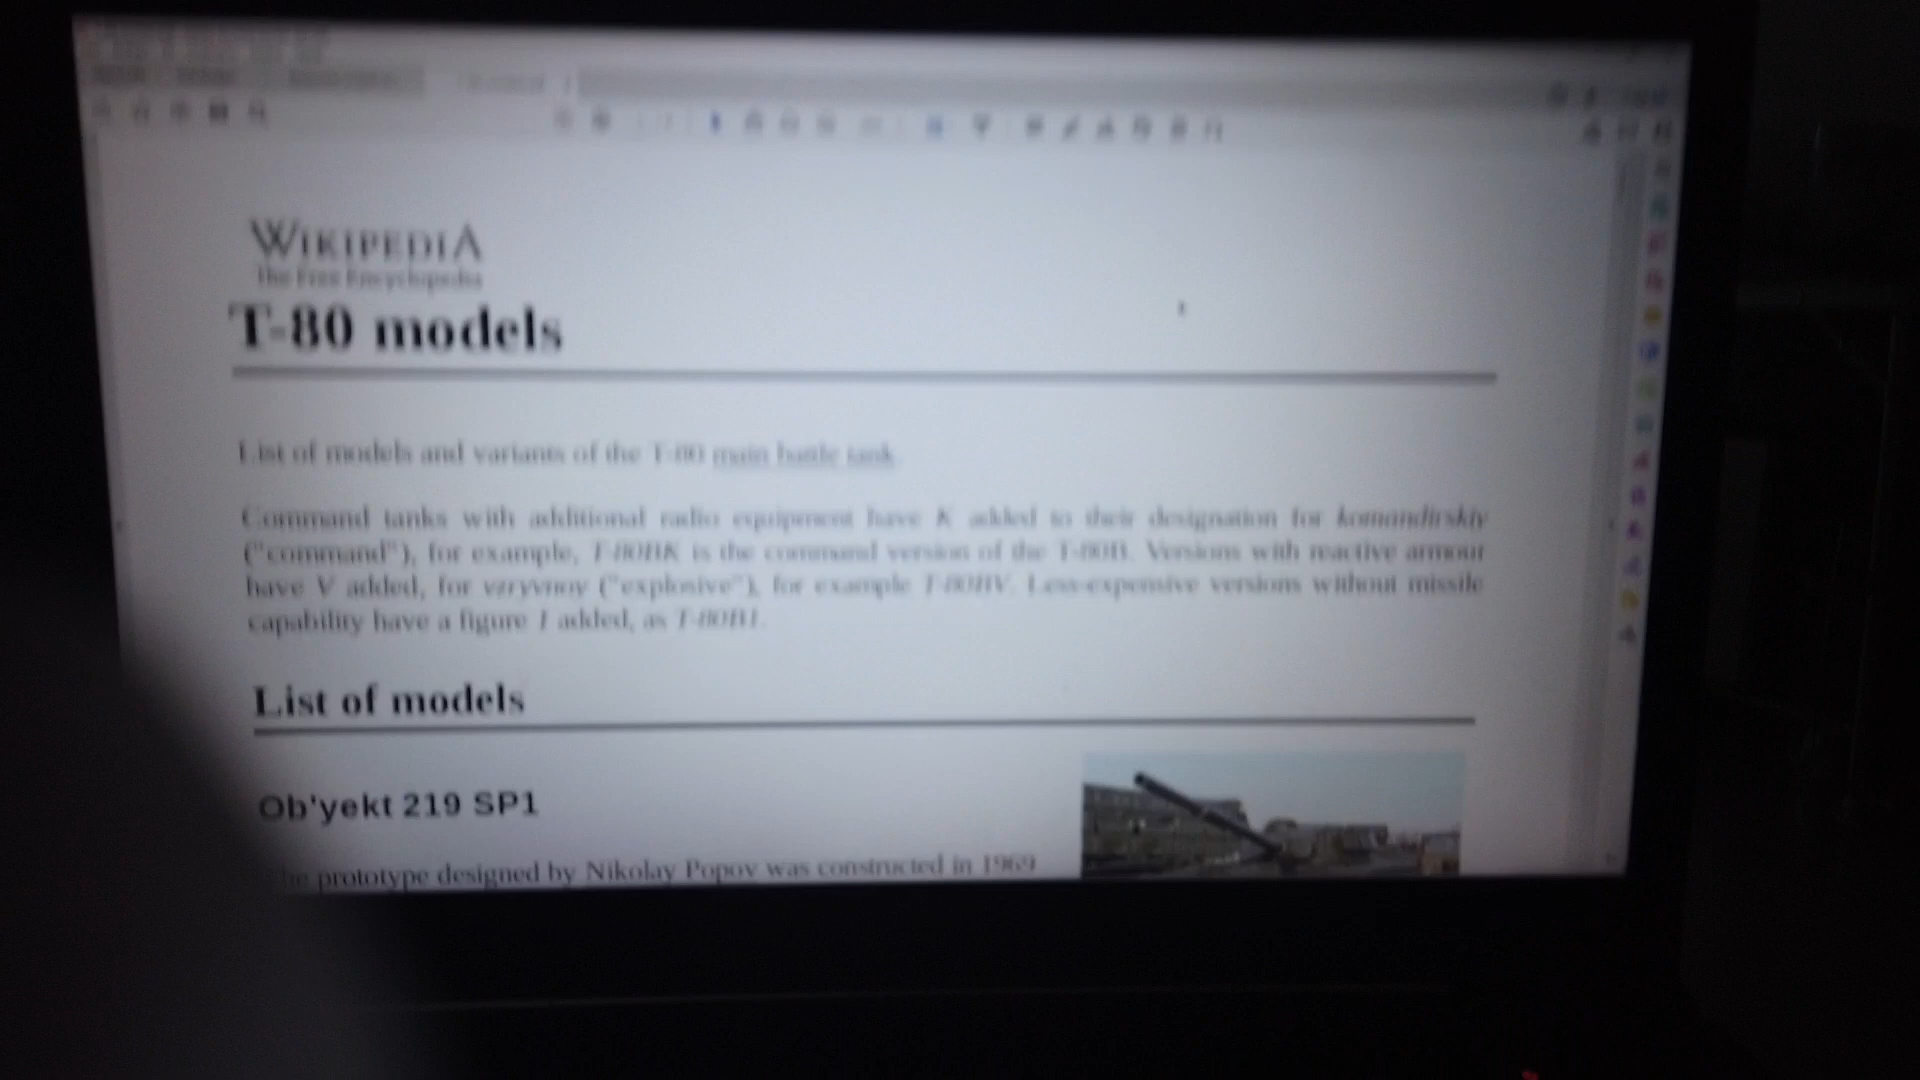 WIKIPEDIA
The Free Encyclopedia
T-80 models
List of models and variants of the T-80 main battle tank.
Command tanks with additional radio equipment have K added to their designation for komandirskiy
("command"), for example, T-80BK is the command version of the T-80B. Versions with reactive armour
have V added, for vzryvnoy ("explosive"), for example T-80BV. Less-expensive versions without missile
capability have a figure 1 added, as T-80B1.
List of models
Ob'yekt 219 SP1
prototype designed by Nikolay Popov was constructed in 1969